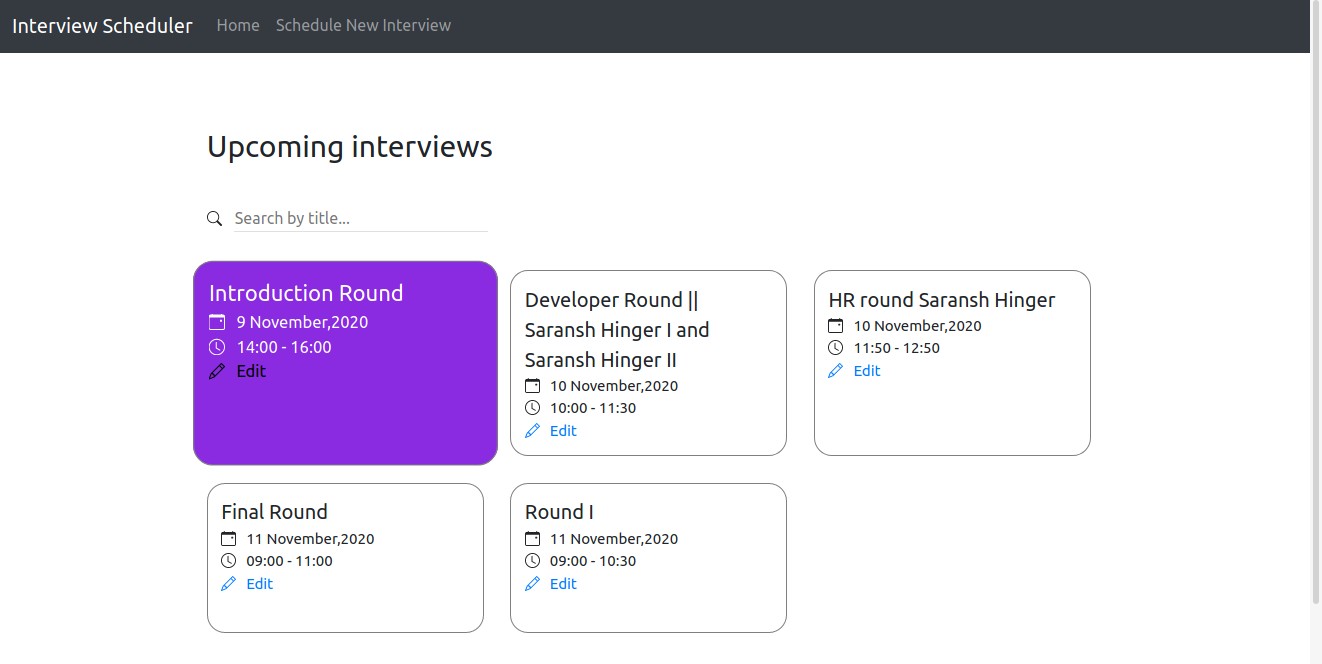 Interview Scheduler Home Schedule New Interview
Upcoming interviews
Search by title...
Introduction Round
9 November,2020
14:00 - 16:00
Edit
Developer Round ||
Saransh Hinger I and
Saransh Hinger II
10 November,2020
10:00 - 11:30
Edit
HR round Saransh Hinger
10 November,2020
11:50 - 12:50
Edit
Final Round
11 November,2020
09:00 - 11:00
Edit
Round I
11 November,2020
09:00 - 10:30
Edit